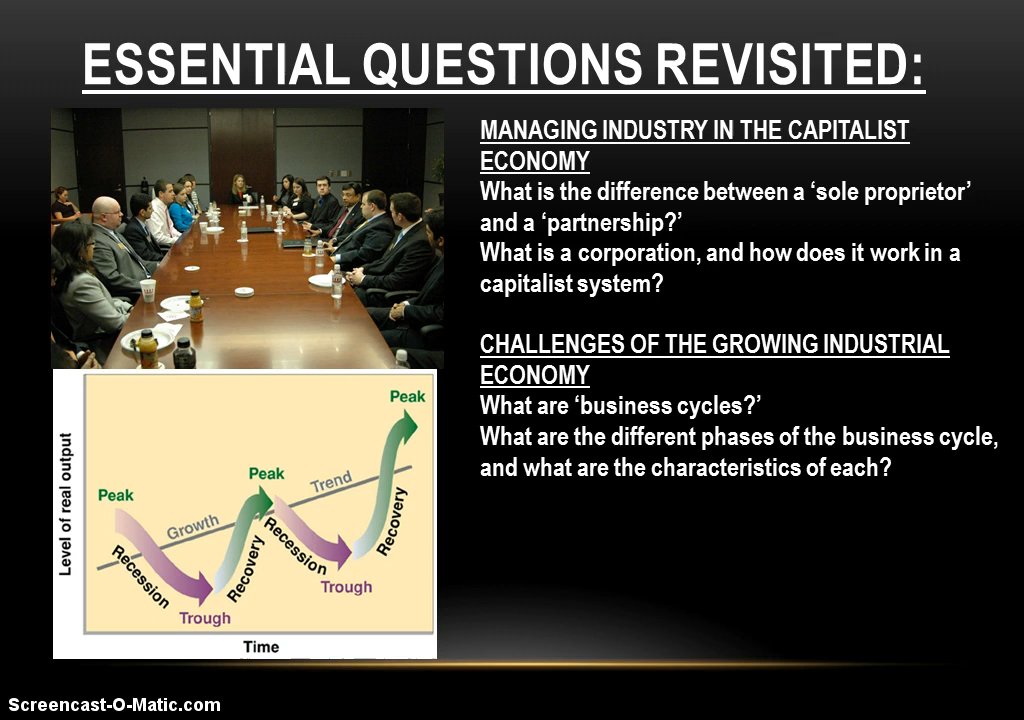 ESSENTIAL QUESTIONS REVISITED:
MANAGING INDUSTRY IN THE CAPITALIST
ECONOMY
What is the difference between a ‘sole proprietor’
and a ‘partnership?’
What is a corporation, and how does it work in a
capitalist system?
CHALLENGES OF THE GROWING INDUSTRIAL
ECONOMY
What are ‘business cycles?’
What are the different phases of the business cycle,
and what are the characteristics of each?
Level of real output
Peak
Recession
Growth
Trough
Recovery
Peak
Recession
Trend
Trough
Recovery
Peak
Time
Screencast-O-Matic.com